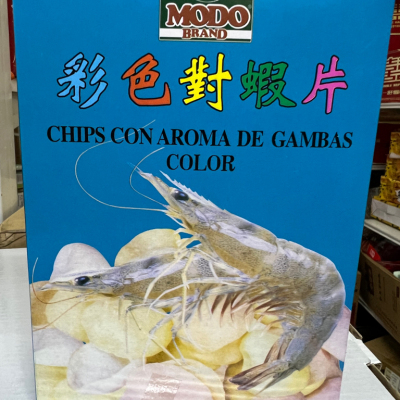 MODO
BRAND
彩色對蝦片
CHIPS CON AROMA DE GAMBAS
COLOR